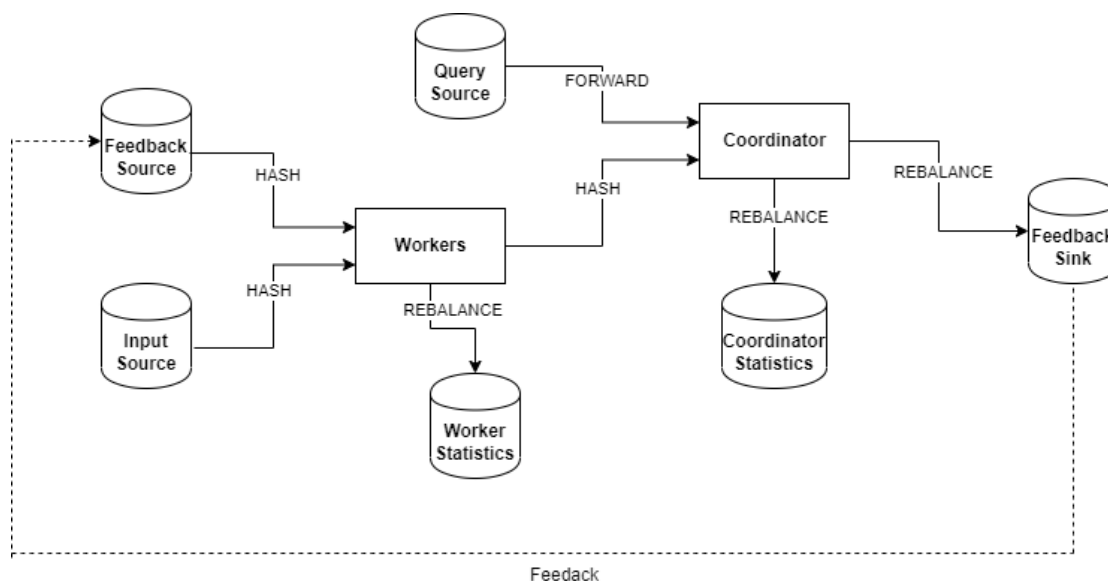 Query
Source
FORWARD
Feedback
Source
Coordinator
HASH
HASH
REBALANCE
Workers
REBALANCE
Feedback
Sink
HASH
REBALANCE
Input
Source
Coordinator
Statistics
Worker
Statistics
Feedack